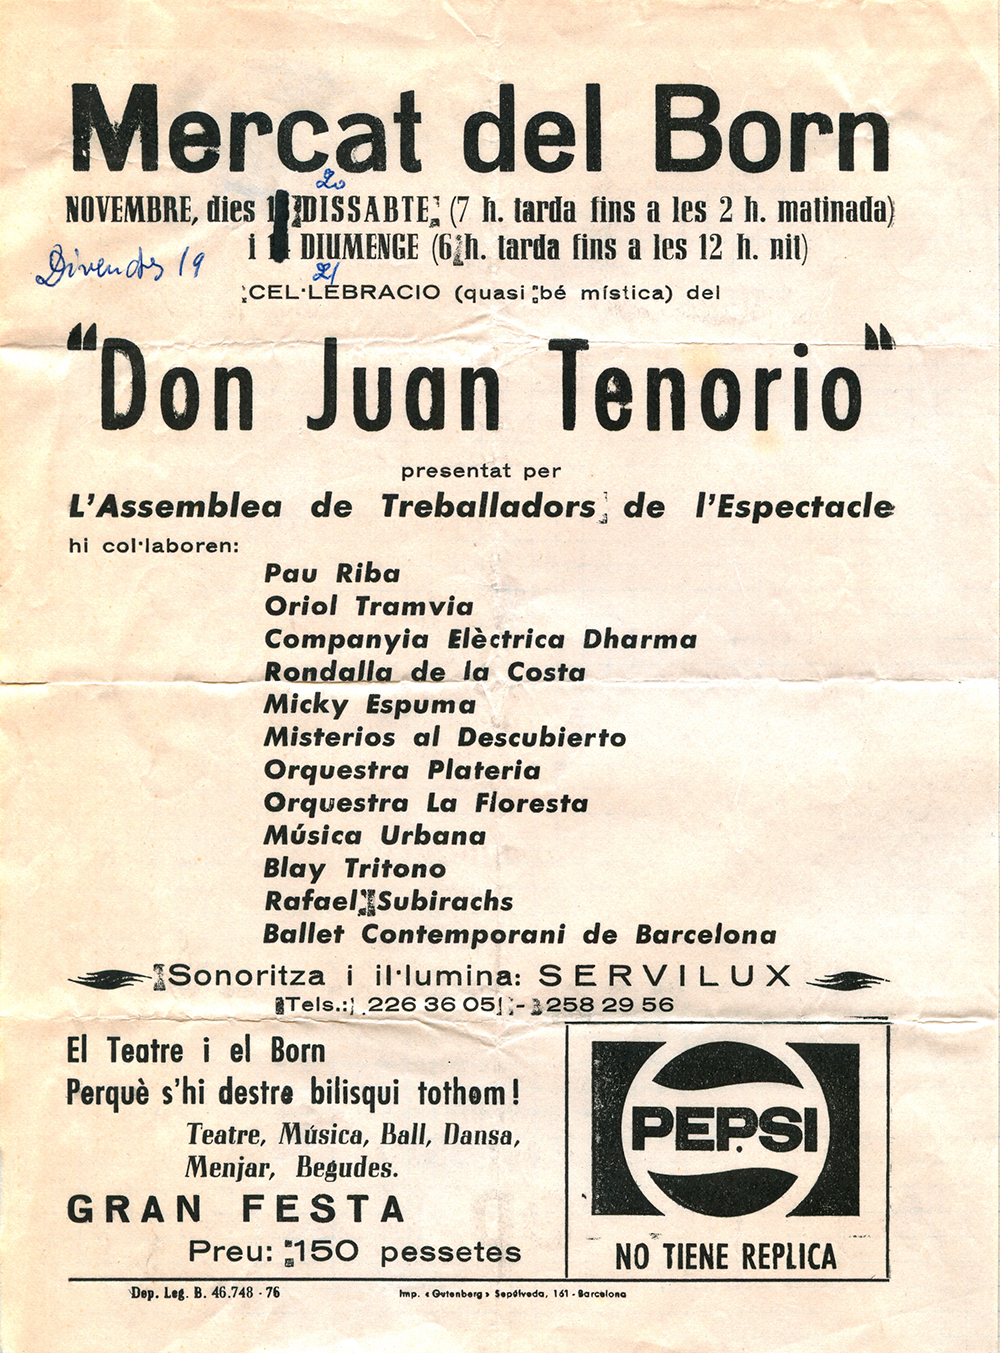 Mercat del Born
20
NOVEMBRE, dies 1 DISSABTE, (7 h. tarda fins a les 2 h. matinada)
i 1 DIUMENGE (6 h. tarda fins a les 12 h. nit)
Divendes 19
21
CEL·LEBRACIO (quasi bé mística) del
"Don Juan Tenorio"
presentat per
L'Assemblea de Treballadors de l'Espectacle
hi col·laboren:
Pau Riba
Oriol Tramvia
Companyia Elèctrica Dharma
Rondalla de la Costa
Micky Espuma
Misterios al Descubierto
Orquestra Plateria
Orquestra La Floresta
Música Urbana
Blay Tritono
Rafael Subirachs
Ballet Contemporani de Barcelona
Sonoritza i il·lumina: SERVILUX
Tels.: 226 36 05 - 258 29 56
El Teatre i el Born
Perquè s'hi destre bilisqui tothom!
Teatre, Música, Ball, Dansa,
Menjar, Begudes.
GRAN FESTA
Preu: 150 pessetes
PEPSI
NO TIENE REPLICA
Dep. Leg. B. 46.748 - 76
Imp. «Gutenberg» Sepúlveda, 161 - Barcelona